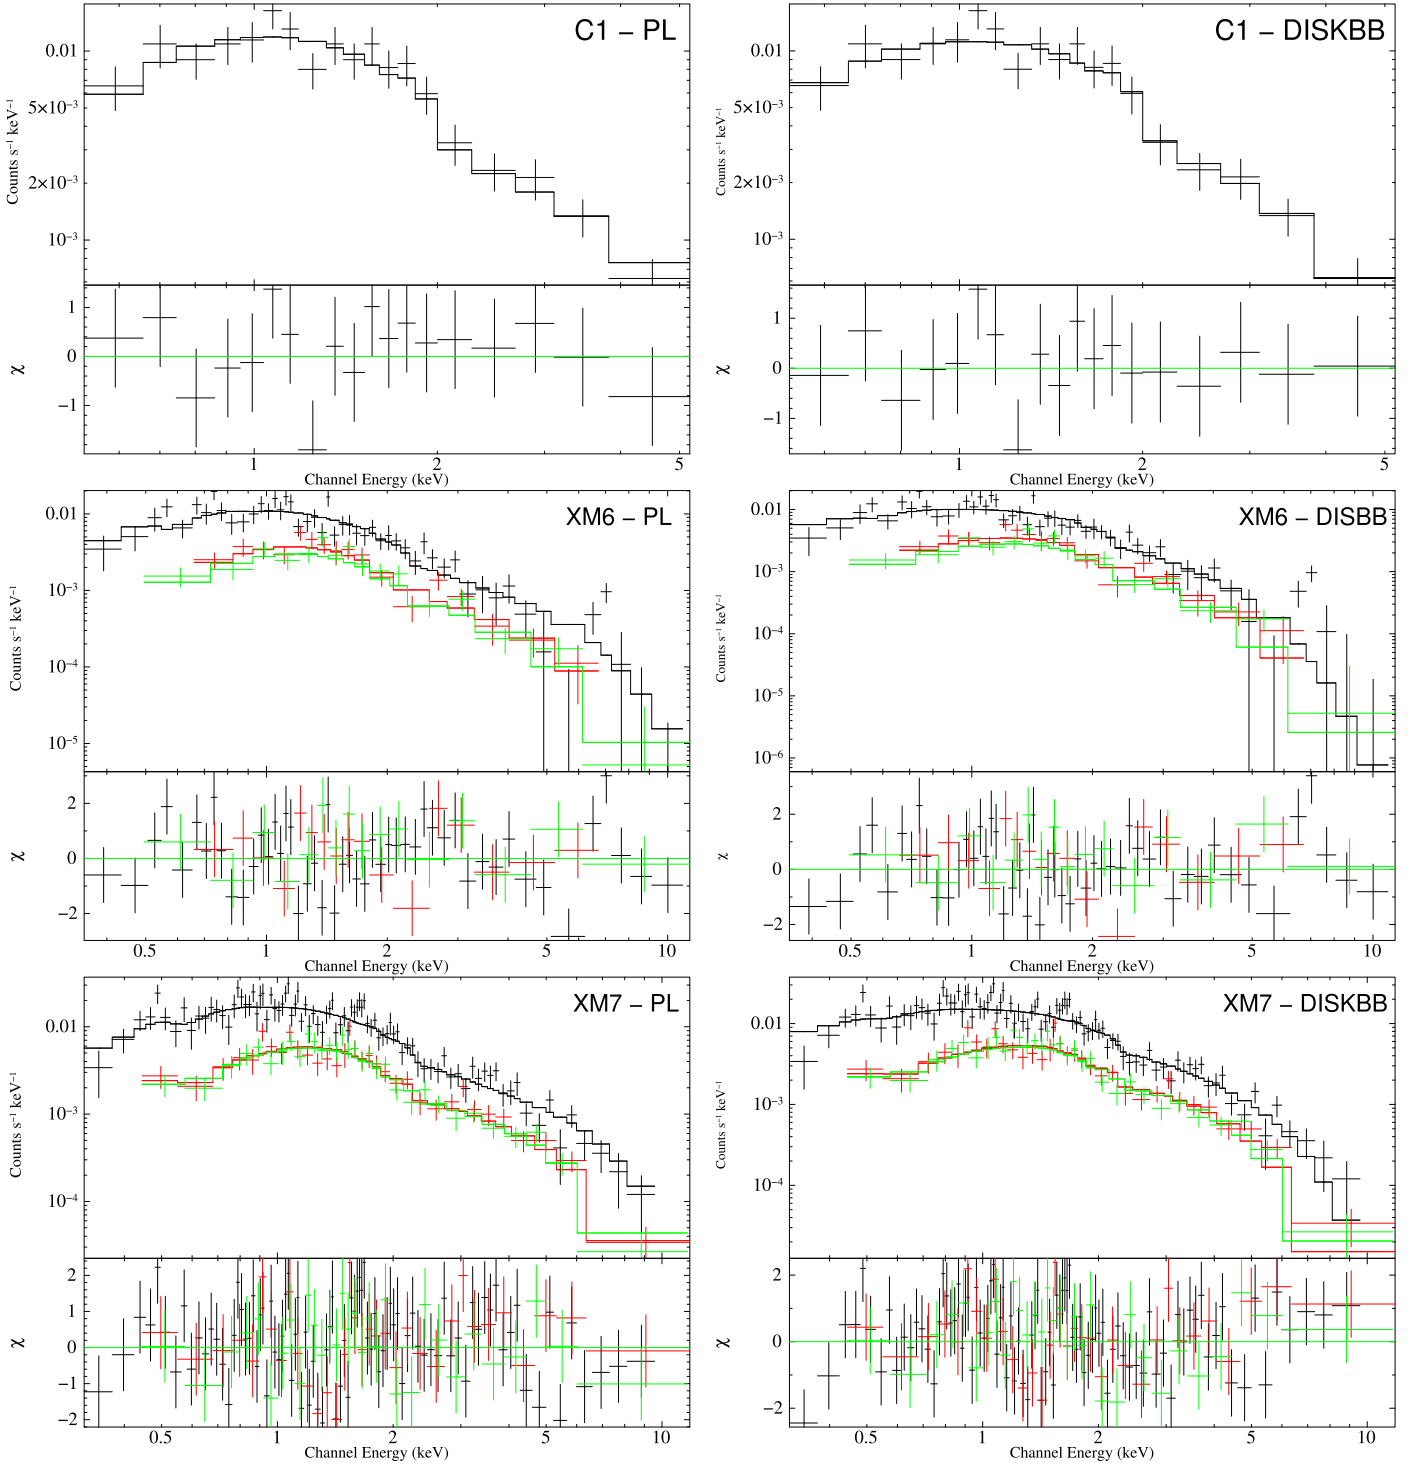 C1 – PL
0.01
5×10⁻³
2×10⁻³
10⁻³
Counts s⁻¹ keV⁻¹
1
0
−1
χ
1
2
5
Channel Energy (keV)
C1 – DISKBB
0.01
5×10⁻³
2×10⁻³
10⁻³
Counts s⁻¹ keV⁻¹
1
0
−1
χ
1
2
5
Channel Energy (keV)
XM6 – PL
0.01
10⁻³
10⁻⁴
10⁻⁵
Counts s⁻¹ keV⁻¹
2
0
−2
χ
0.5
1
2
5
10
Channel Energy (keV)
XM6 – DISBB
0.01
10⁻³
10⁻⁴
10⁻⁵
10⁻⁶
Counts s⁻¹ keV⁻¹
2
0
−2
χ
0.5
1
2
5
10
Channel Energy (keV)
XM7 – PL
0.01
10⁻³
10⁻⁴
Counts s⁻¹ keV⁻¹
2
1
0
−1
−2
χ
0.5
1
2
5
10
Channel Energy (keV)
XM7 – DISKBB
0.01
10⁻³
10⁻⁴
Counts s⁻¹ keV⁻¹
2
0
−2
χ
0.5
1
2
5
10
Channel Energy (keV)